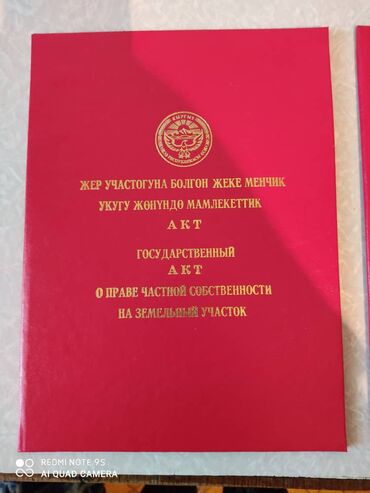 ЖЕР УЧАСТОГУНА БОЛГОН ЖЕКЕ МЕНЧИК
УКУГУ ЖӨНҮНДӨ МАМЛЕКЕТТИК
АКТ
ГОСУДАРСТВЕННЫЙ
АКТ
О ПРАВЕ ЧАСТНОЙ СОБСТВЕННОСТИ
НА ЗЕМЕЛЬНЫЙ УЧАСТОК
REDMI NOTE 9S
AI QUAD CAMERA